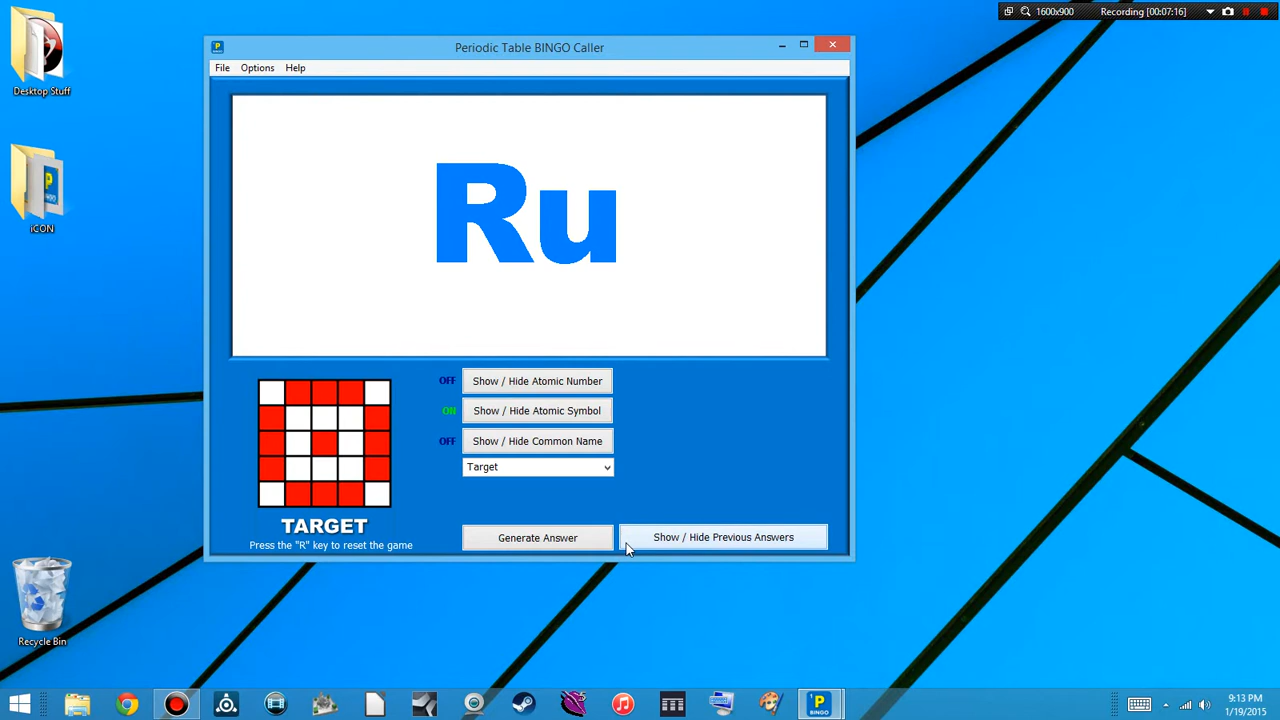 1600x900
Recording [00:07:16]
Desktop Stuff
iCON
Recycle Bin
Periodic Table BINGO Caller
File Options Help
Ru
OFF Show / Hide Atomic Number
ON Show / Hide Atomic Symbol
OFF Show / Hide Common Name
Target
TARGET
Press the "R" key to reset the game
Generate Answer
Show / Hide Previous Answers
P
BINGO
9:13 PM
1/19/2015